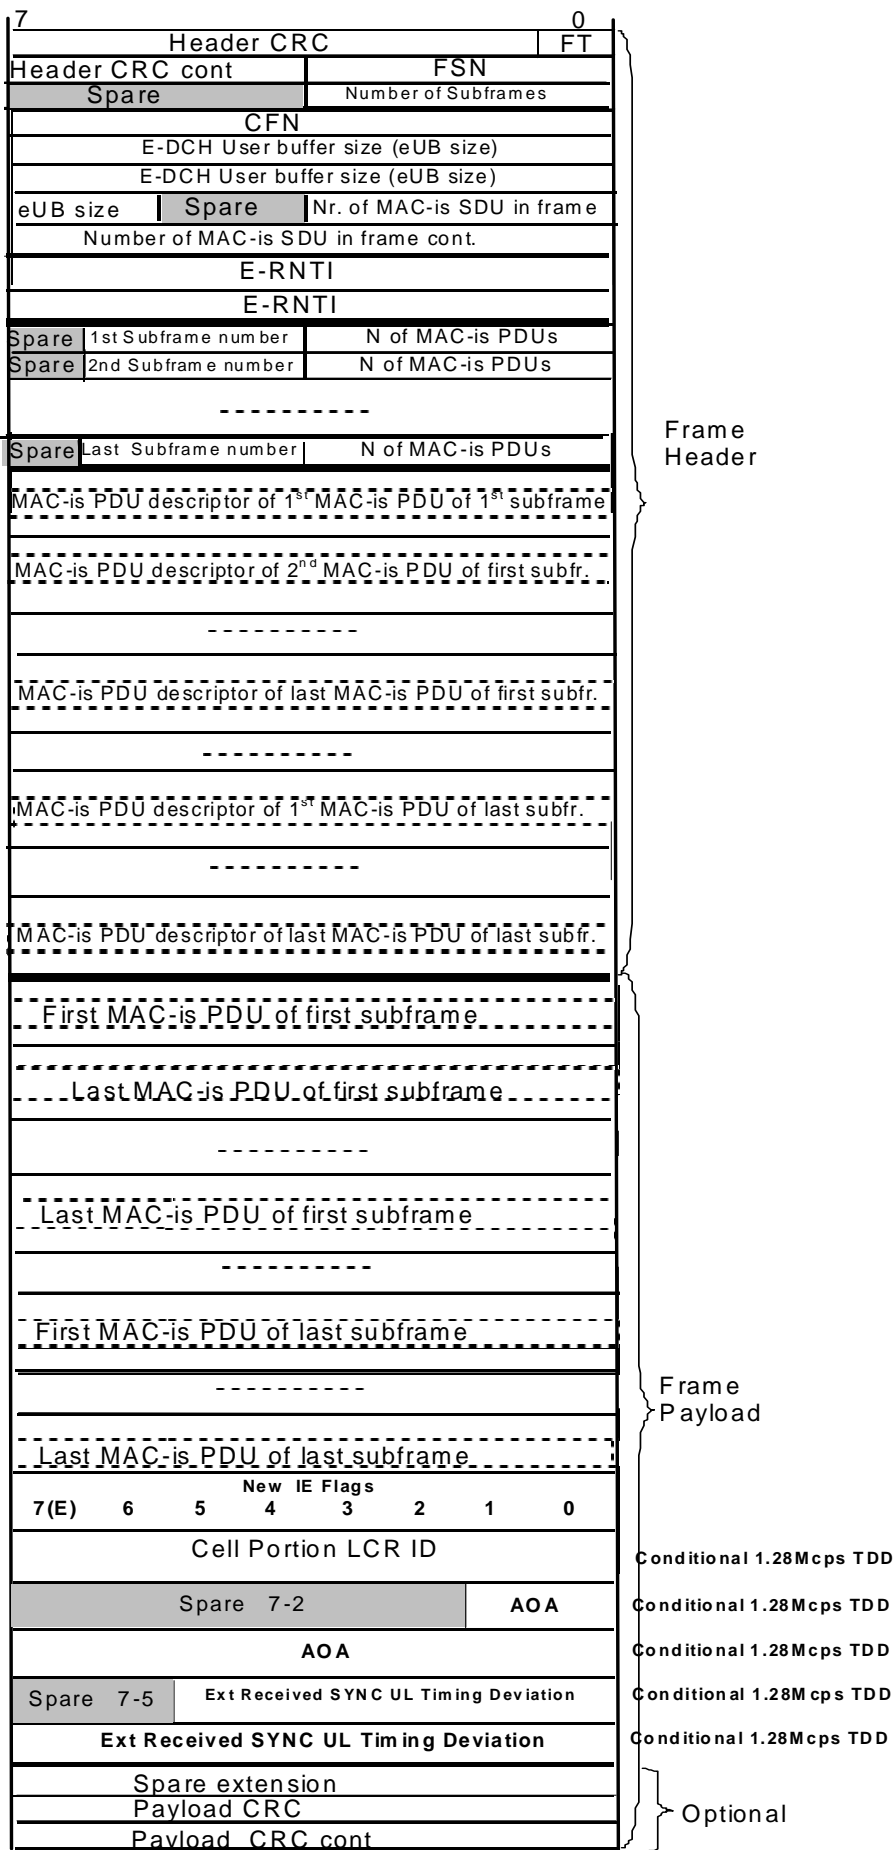 7 0
Header CRC FT
Header CRC cont FSN
Spare Number of Subframes
CFN
E-DCH User buffer size (eUB size)
E-DCH User buffer size (eUB size)
eUB size Spare Nr. of MAC-is SDU in frame
Number of MAC-is SDU in frame cont.
E-RNTI
E-RNTI
Spare 1st Subframe number N of MAC-is PDUs
Spare 2nd Subframe number N of MAC-is PDUs
Spare Last Subframe number N of MAC-is PDUs
Frame
Header
MAC-is PDU descriptor of 1st MAC-is PDU of 1st subframe
MAC-is PDU descriptor of 2nd MAC-is PDU of first subfr.
MAC-is PDU descriptor of last MAC-is PDU of first subfr.
MAC-is PDU descriptor of 1st MAC-is PDU of last subfr.
MAC-is PDU descriptor of last MAC-is PDU of last subfr.
First MAC-is PDU of first subframe
Last MAC-is PDU of first subframe
Last MAC-is PDU of first subframe
First MAC-is PDU of last subframe
Frame
Payload
Last MAC-is PDU of last subframe
New IE Flags
7(E) 6 5 4 3 2 1 0
Cell Portion LCR ID Conditional 1.28Mcps TDD
Spare 7-2 AOA Conditional 1.28Mcps TDD
AOA Conditional 1.28Mcps TDD
Spare 7-5 Ext Received SYNC UL Timing Deviation Conditional 1.28Mcps TDD
Ext Received SYNC UL Timing Deviation Conditional 1.28Mcps TDD
Spare extension
Payload CRC Optional
Payload CRC cont